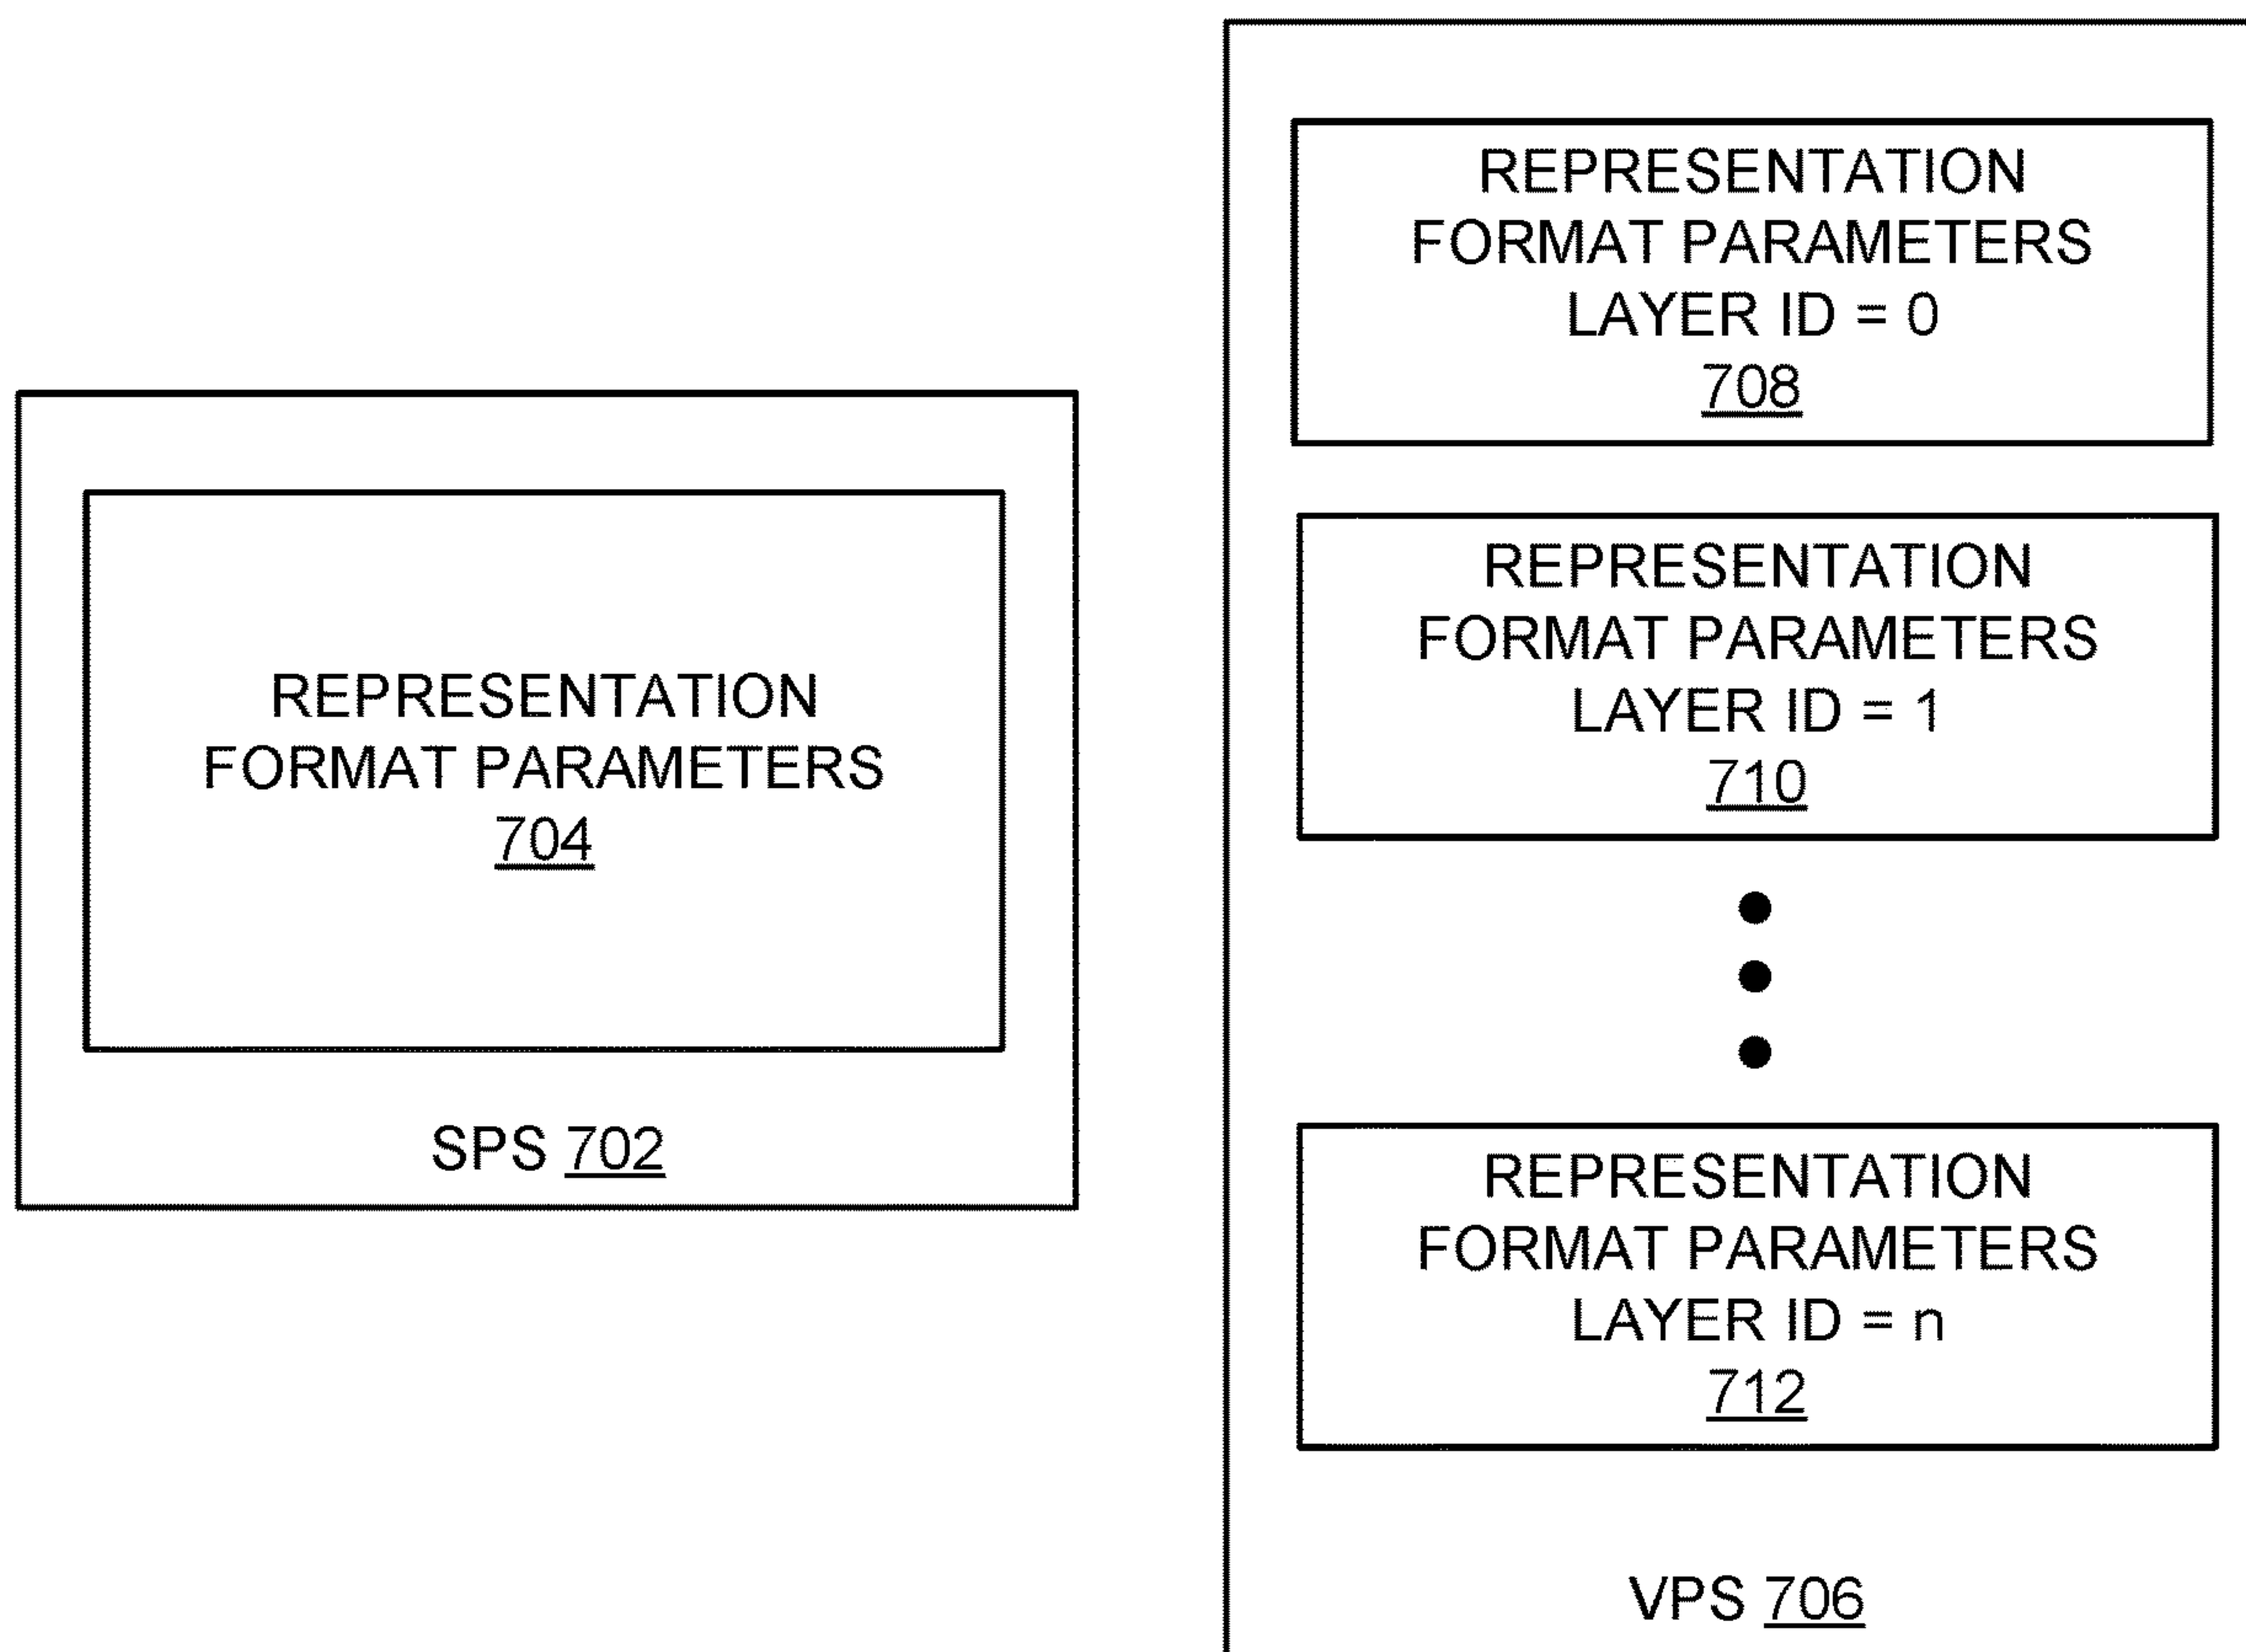 REPRESENTATION
FORMAT PARAMETERS
704
SPS 702
REPRESENTATION
FORMAT PARAMETERS
LAYER ID = 0
708
REPRESENTATION
FORMAT PARAMETERS
LAYER ID = 1
710
REPRESENTATION
FORMAT PARAMETERS
LAYER ID = n
712
VPS 706